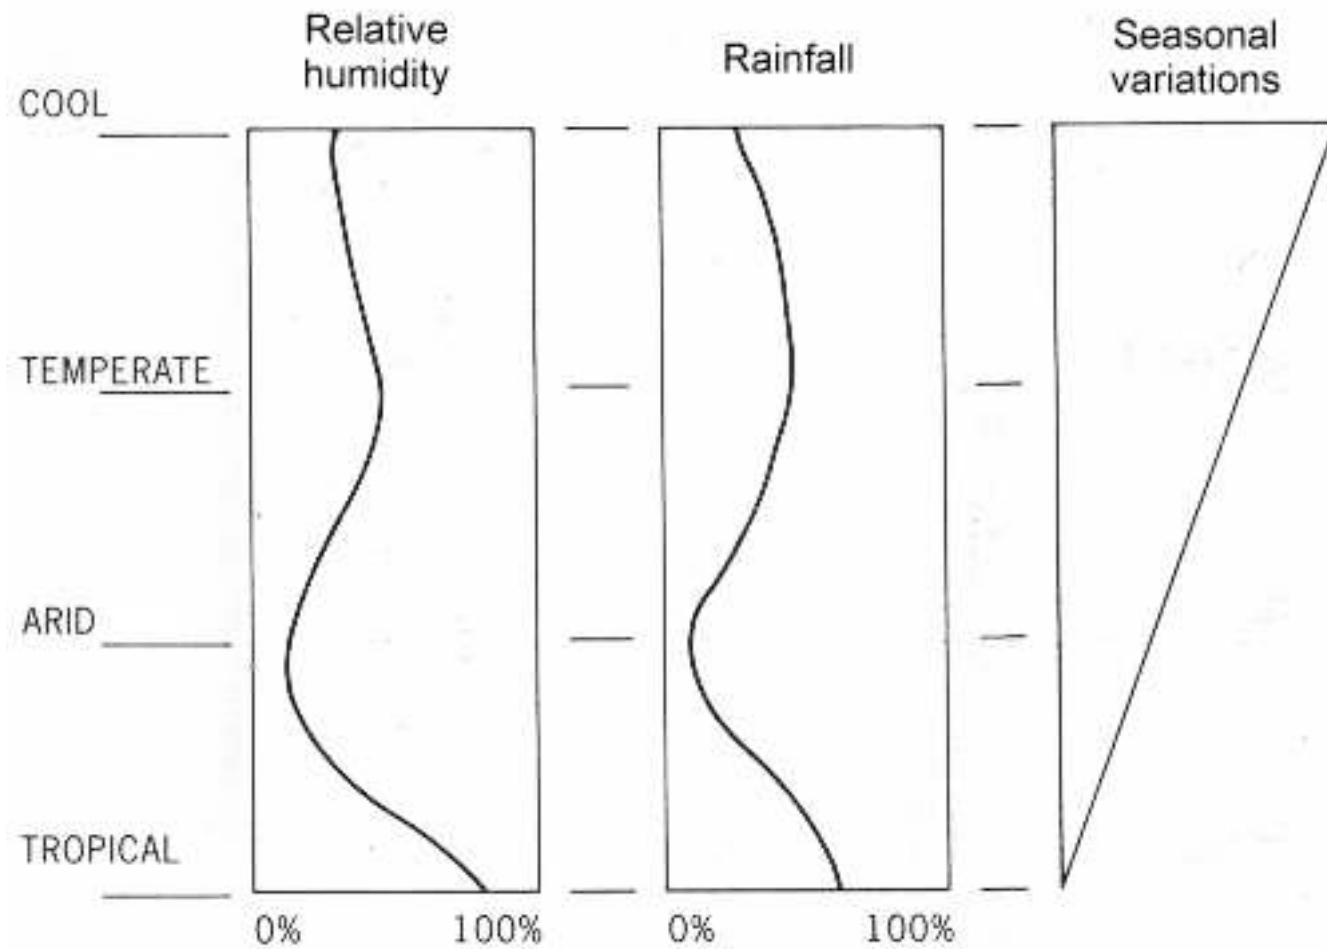 Relative
humidity
Rainfall
Seasonal
variations
COOL
TEMPERATE
ARID
TROPICAL
0% 100%
0% 100%